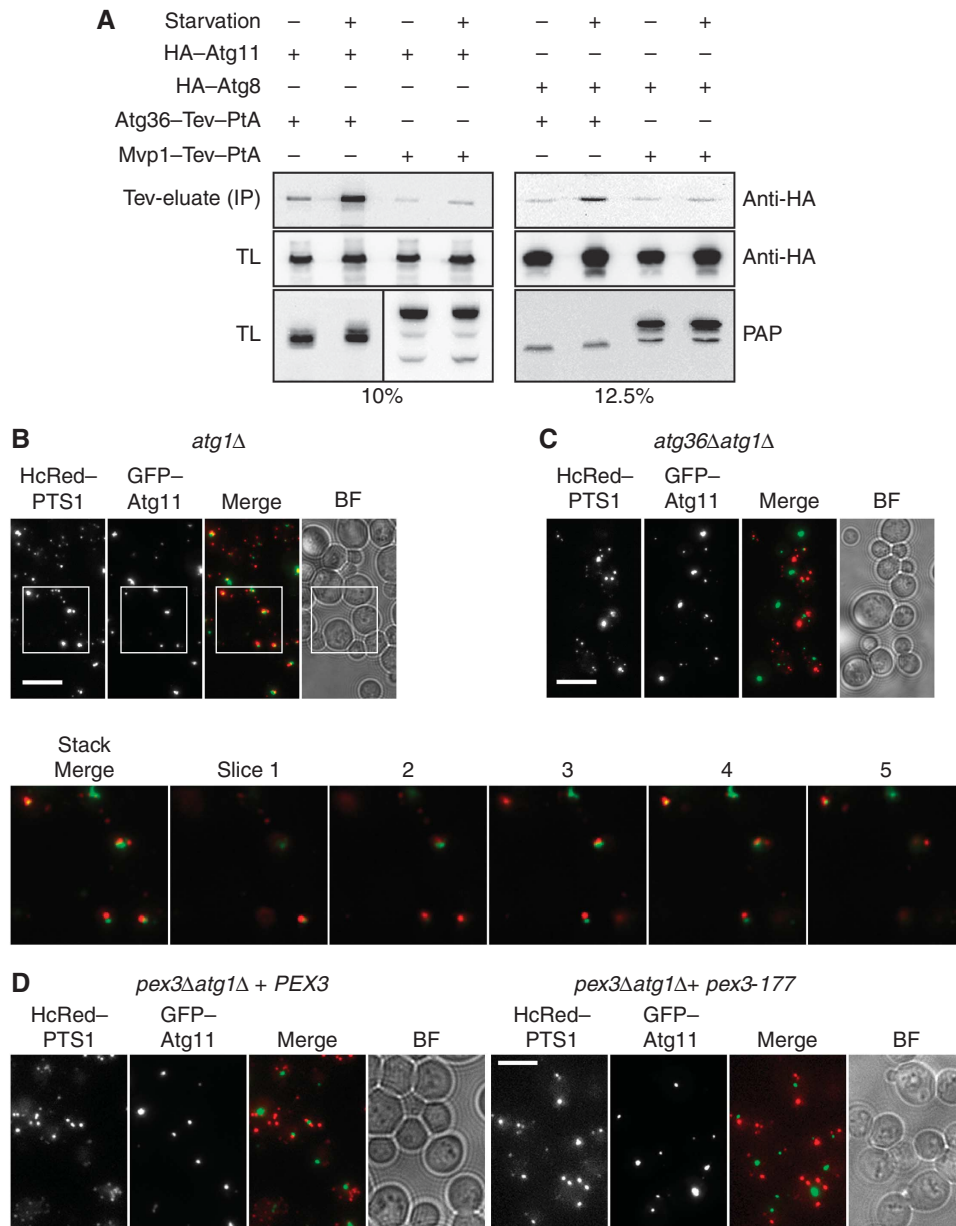 A
Starvation – + – + – + – +
HA–Atg11 + + + + – – – –
HA–Atg8 – – – – + + + +
Atg36–Tev–PtA + + – – + + – –
Mvp1–Tev–PtA – – + + – – + +
Tev-eluate (IP) Anti-HA
TL Anti-HA
TL PAP
10% 12.5%
B
atg1Δ
HcRed–
PTS1
GFP–
Atg11
Merge
BF
C
atg36Δatg1Δ
HcRed–
PTS1
GFP–
Atg11
Merge
BF
Stack
Merge
Slice 1
2
3
4
5
D
pex3Δatg1Δ + PEX3
HcRed–
PTS1
GFP–
Atg11
Merge
BF
pex3Δatg1Δ+ pex3-177
HcRed–
PTS1
GFP–
Atg11
Merge
BF